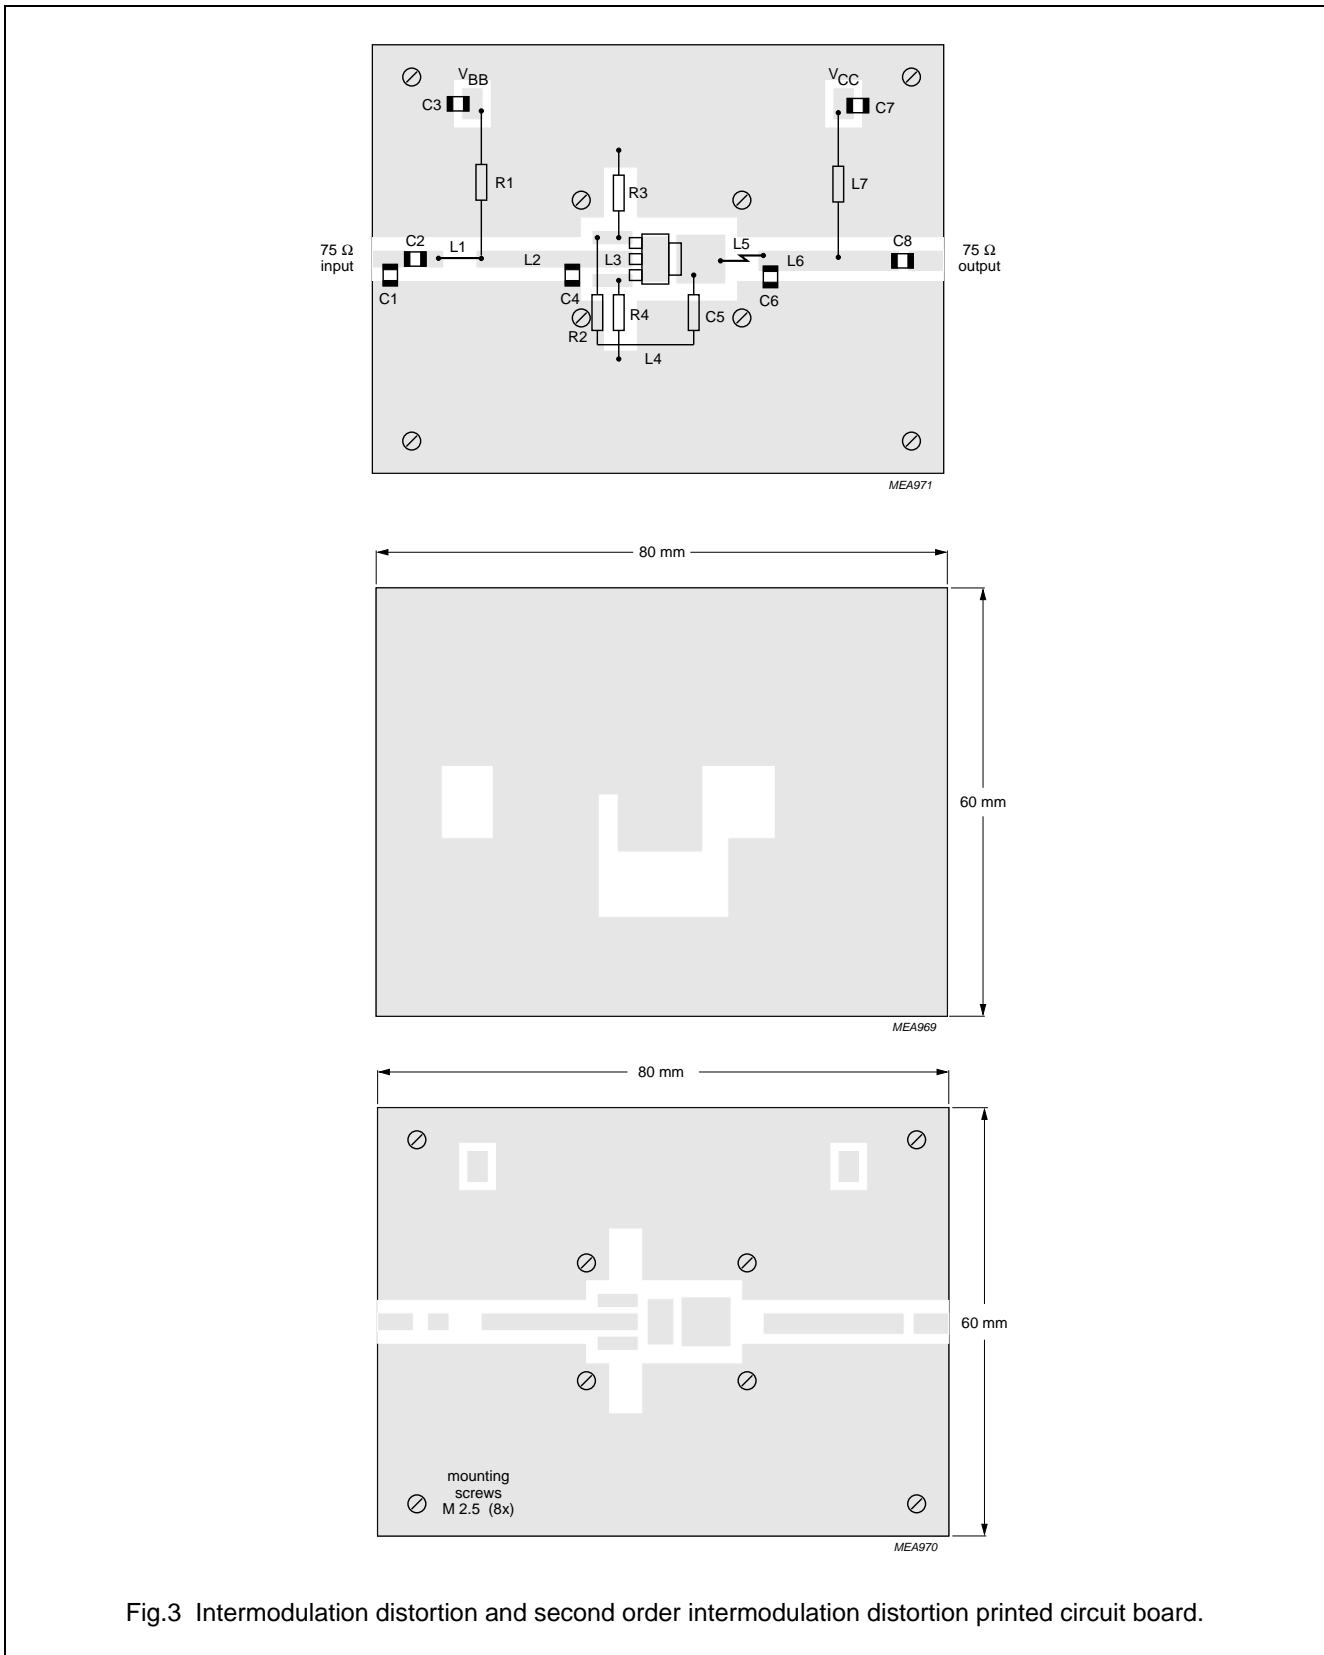 VBB
VCC
C3
C7
R1
R3
L7
75 Ω
input
C2
L1
L2
L3
L5
L6
C8
75 Ω
output
C1
C4
C6
R2
R4
C5
L4
MEA971
80 mm
60 mm
MEA969
80 mm
60 mm
mounting
screws
M 2.5 (8x)
MEA970
Fig.3 Intermodulation distortion and second order intermodulation distortion printed circuit board.